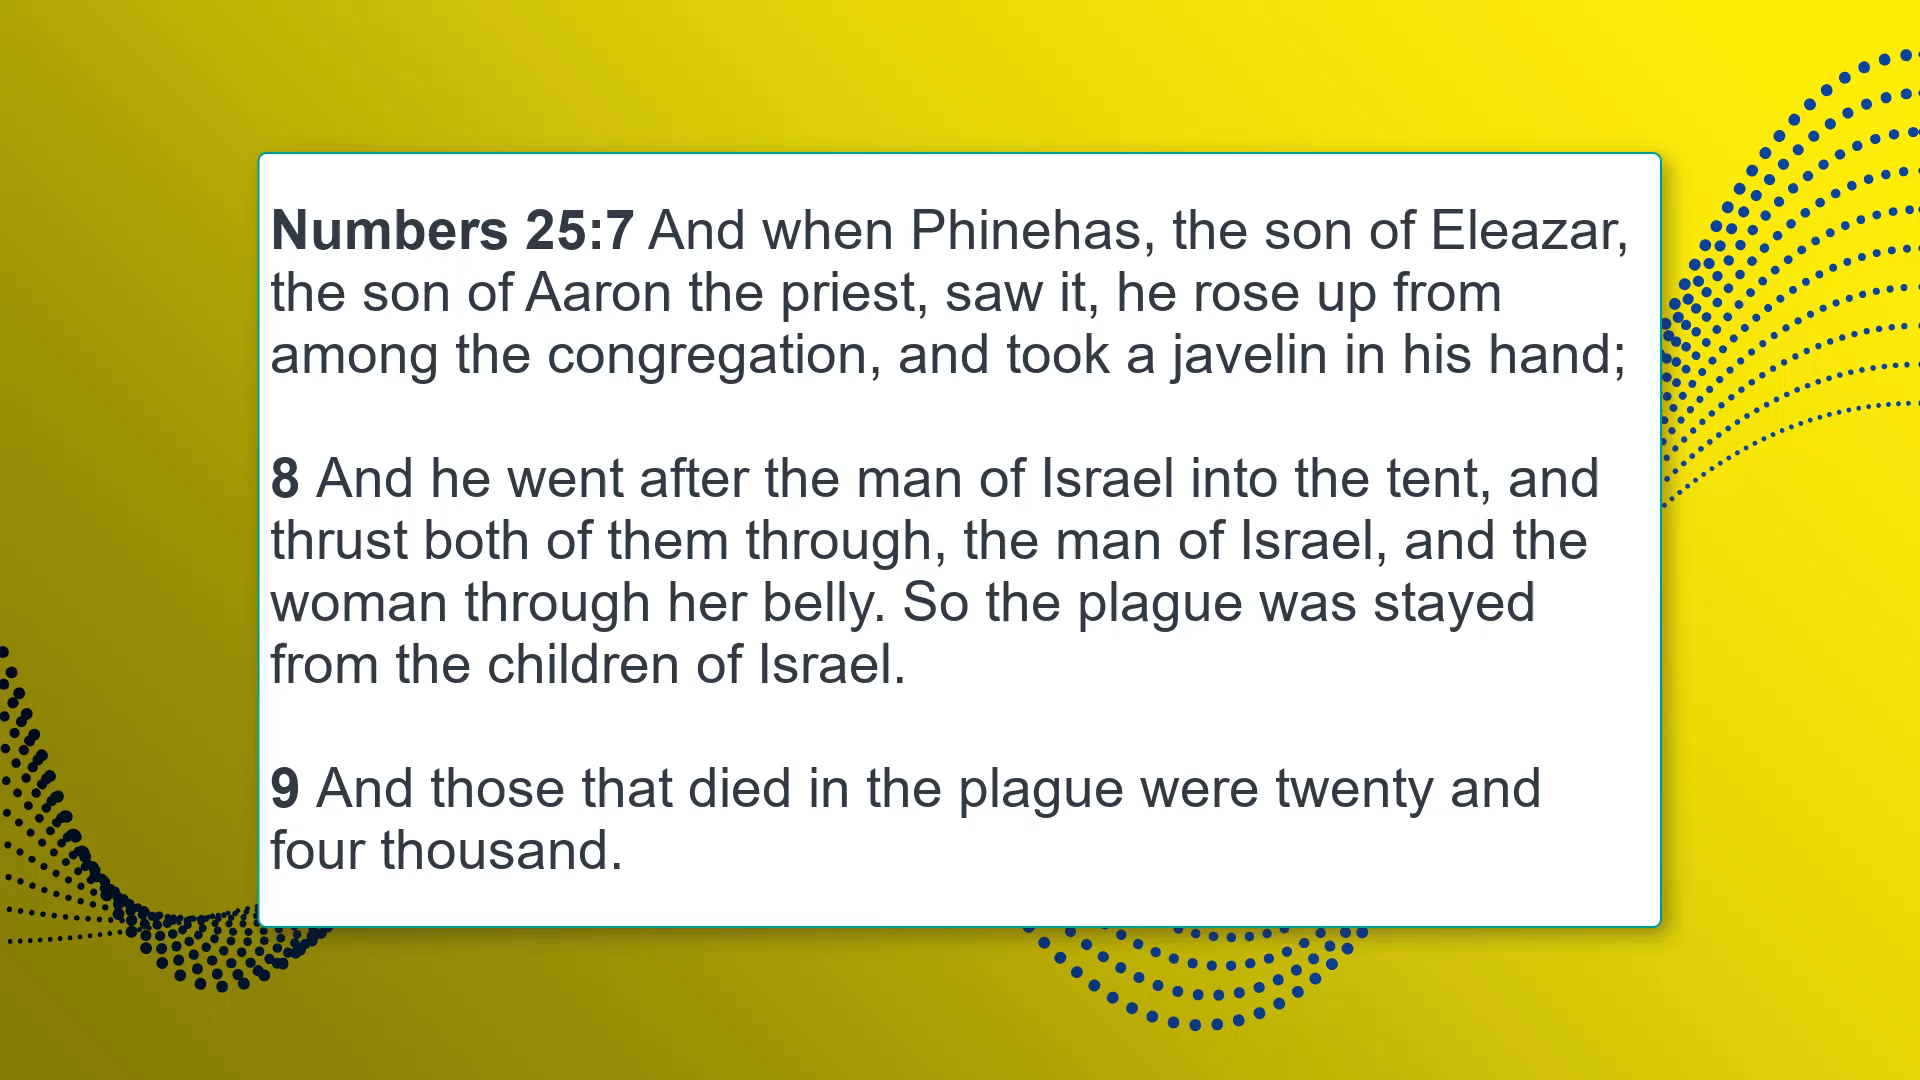 Numbers 25:7 And when Phinehas, the son of Eleazar,
the son of Aaron the priest, saw it, he rose up from
among the congregation, and took a javelin in his hand;
8 And he went after the man of Israel into the tent, and
thrust both of them through, the man of Israel, and the
woman through her belly. So the plague was stayed
from the children of Israel.
9 And those that died in the plague were twenty and
four thousand.